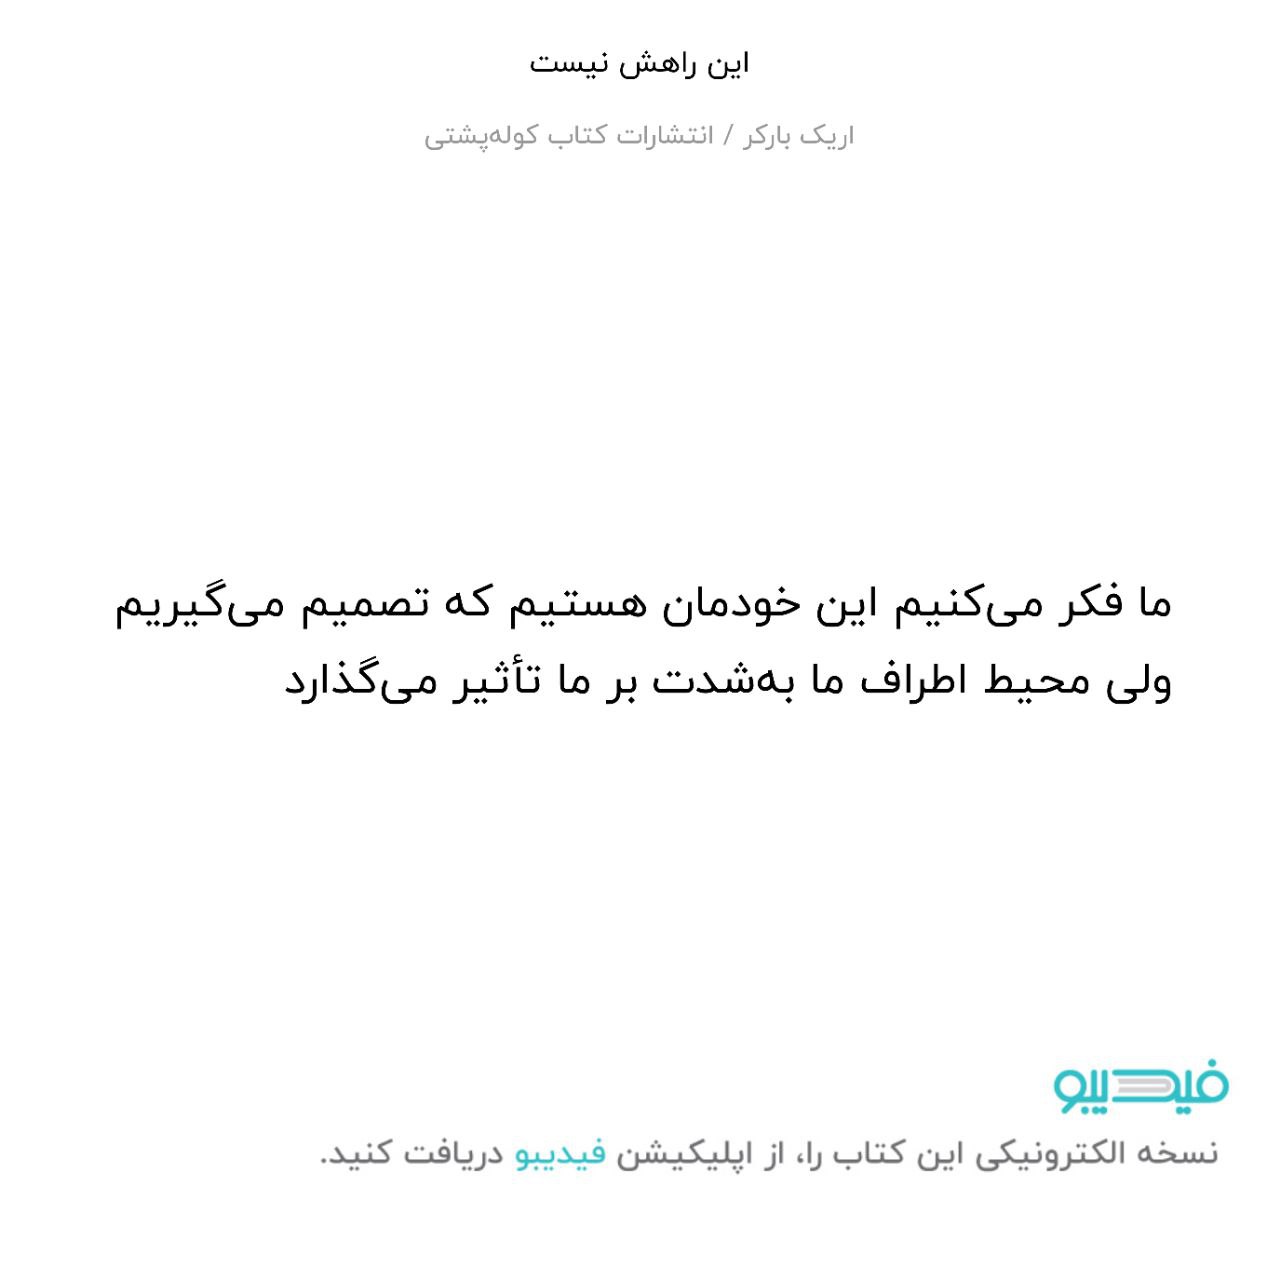 این راهش نیست
اریک بارکر / انتشارات کتاب کوله‌پشتی
ما فکر می‌کنیم این خودمان هستیم که تصمیم می‌گیریم
ولی محیط اطراف ما به‌شدت بر ما تأثیر می‌گذارد
فیدیبو
نسخه الکترونیکی این کتاب را، از اپلیکیشن فیدیبو دریافت کنید.